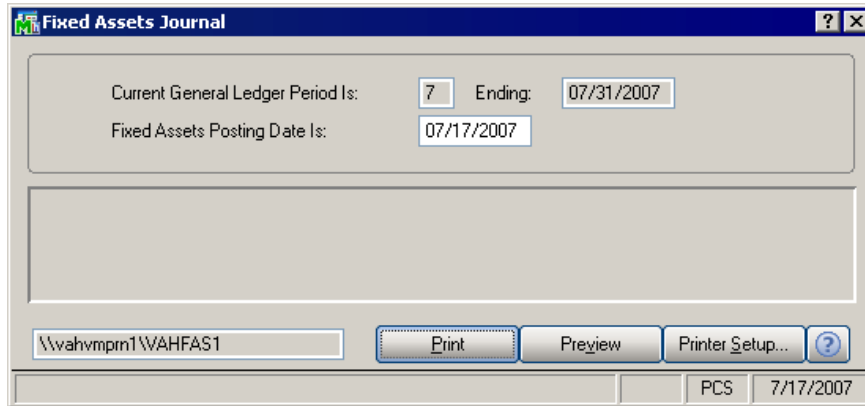 Fixed Assets Journal
Current General Ledger Period Is: 7 Ending: 07/31/2007
Fixed Assets Posting Date Is: 07/17/2007
\\vahvmprn1\VAHFAS1 Print Preview Printer Setup... ?
PCS 7/17/2007